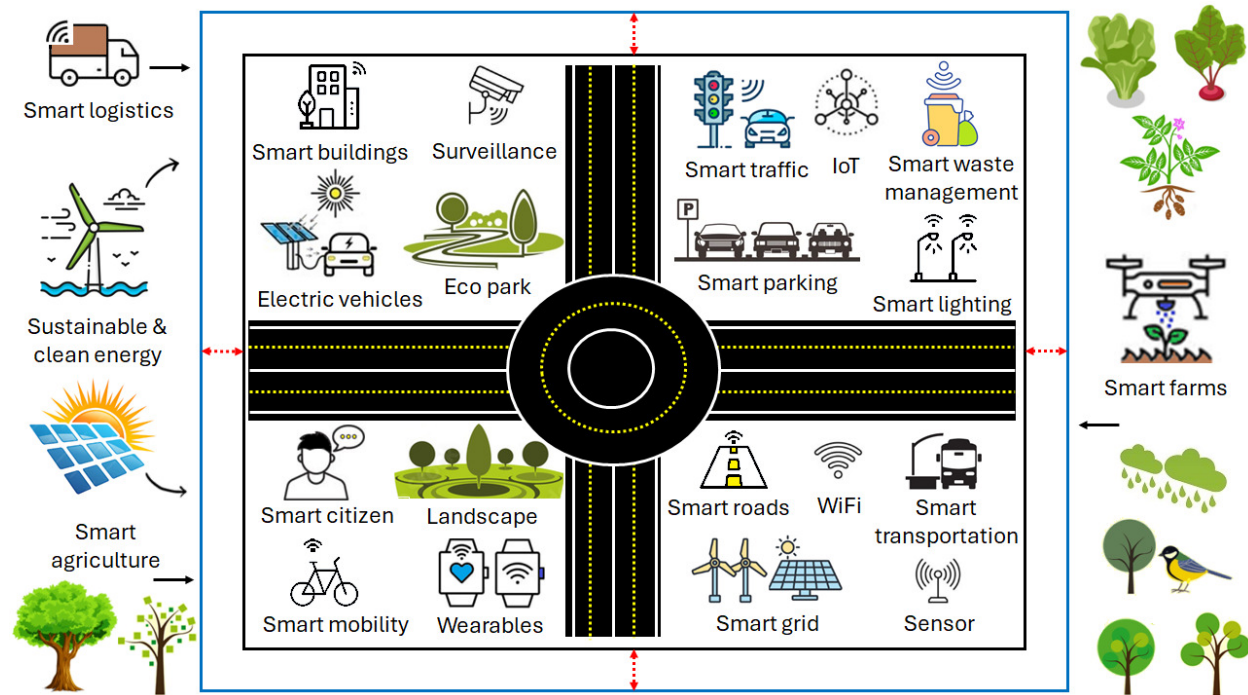 Smart logistics
Sustainable &
clean energy
Smart
agriculture
Smart buildings
Surveillance
Electric vehicles
Eco park
Smart traffic
IoT
Smart waste
management
P
Smart parking
Smart lighting
Smart citizen
Landscape
Smart mobility
Wearables
Smart roads
WiFi
Smart
transportation
Smart grid
Sensor
Smart farms